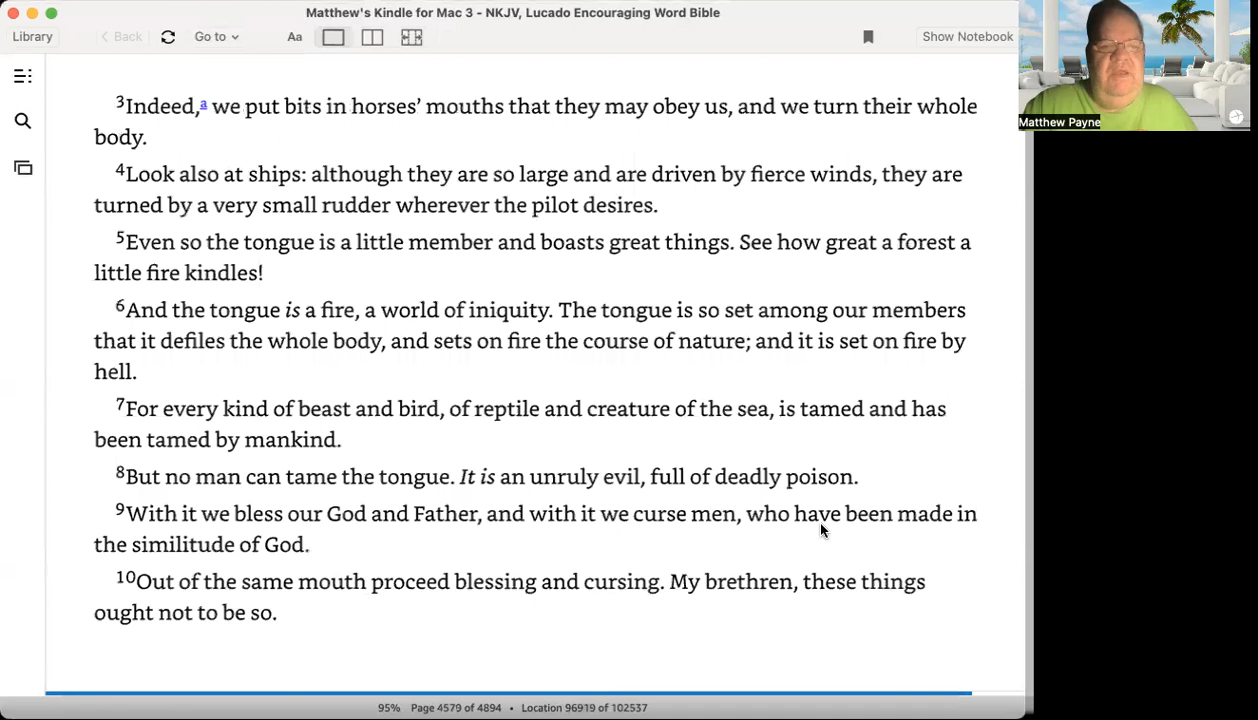 Matthew's Kindle for Mac 3 - NKJV, Lucado Encouraging Word Bible
Library
Back
Go to
Aa
Show Notebook
Matthew Payne
3Indeed,a we put bits in horses’ mouths that they may obey us, and we turn their whole
body.
4Look also at ships: although they are so large and are driven by fierce winds, they are
turned by a very small rudder wherever the pilot desires.
5Even so the tongue is a little member and boasts great things. See how great a forest a
little fire kindles!
6And the tongue is a fire, a world of iniquity. The tongue is so set among our members
that it defiles the whole body, and sets on fire the course of nature; and it is set on fire by
hell.
7For every kind of beast and bird, of reptile and creature of the sea, is tamed and has
been tamed by mankind.
8But no man can tame the tongue. It is an unruly evil, full of deadly poison.
9With it we bless our God and Father, and with it we curse men, who have been made in
the similitude of God.
10Out of the same mouth proceed blessing and cursing. My brethren, these things
ought not to be so.
95% Page 4579 of 4894 • Location 96919 of 102537